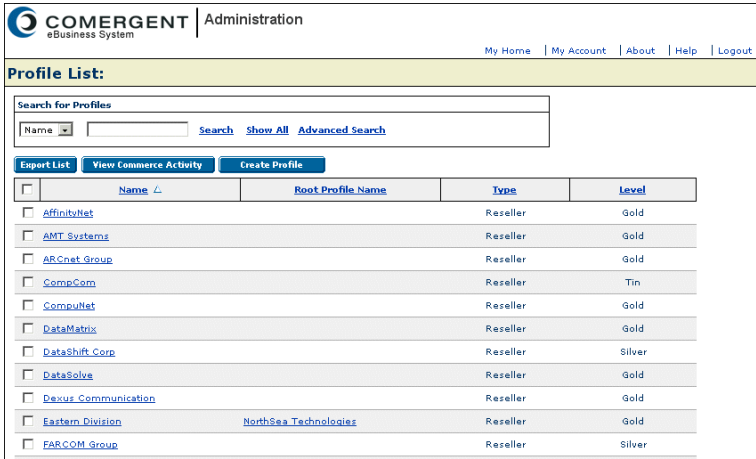 COMERGENT Administration
eBusiness System
My Home | My Account | About | Help | Logout
Profile List:
Search for Profiles
Name Search Show All Advanced Search
Export List View Commerce Activity Create Profile
Name Root Profile Name Type Level
AffinityNet Reseller Gold
AMT Systems Reseller Gold
ARCnet Group Reseller Gold
CompCom Reseller Tin
CompuNet Reseller Gold
DataMatrix Reseller Gold
DataShift Corp Reseller Silver
DataSolve Reseller Gold
Dexus Communication Reseller Gold
Eastern Division NorthSea Technologies Reseller Gold
FARCOM Group Reseller Silver